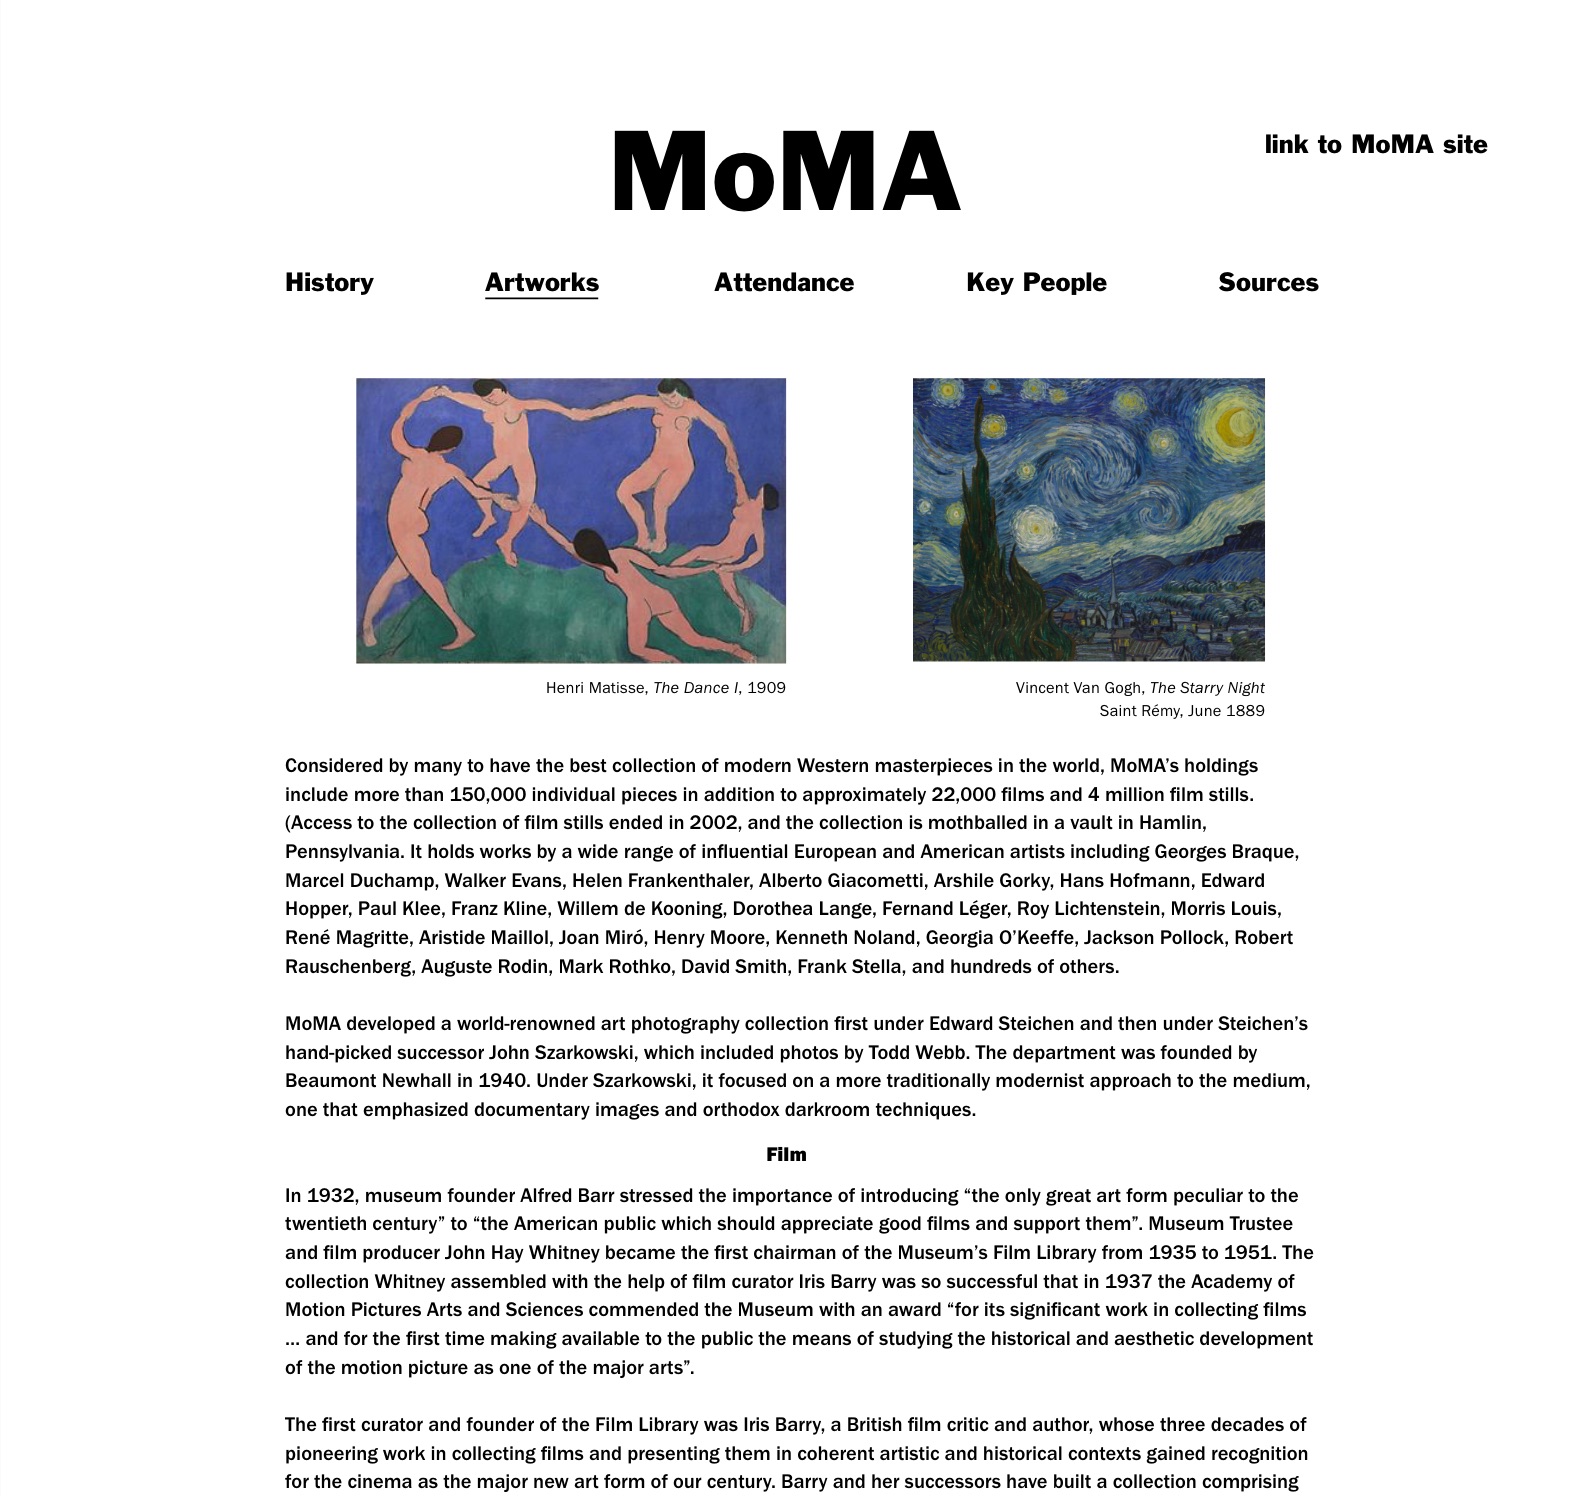 MoMA
link to MoMA site
History Artworks Attendance Key People Sources
Henri Matisse, The Dance I, 1909
Vincent Van Gogh, The Starry Night
Saint Rémy, June 1889
Considered by many to have the best collection of modern Western masterpieces in the world, MoMA’s holdings
include more than 150,000 individual pieces in addition to approximately 22,000 films and 4 million film stills.
(Access to the collection of film stills ended in 2002, and the collection is mothballed in a vault in Hamlin,
Pennsylvania. It holds works by a wide range of influential European and American artists including Georges Braque,
Marcel Duchamp, Walker Evans, Helen Frankenthaler, Alberto Giacometti, Arshile Gorky, Hans Hofmann, Edward
Hopper, Paul Klee, Franz Kline, Willem de Kooning, Dorothea Lange, Fernand Léger, Roy Lichtenstein, Morris Louis,
René Magritte, Aristide Maillol, Joan Miró, Henry Moore, Kenneth Noland, Georgia O’Keeffe, Jackson Pollock, Robert
Rauschenberg, Auguste Rodin, Mark Rothko, David Smith, Frank Stella, and hundreds of others.
MoMA developed a world-renowned art photography collection first under Edward Steichen and then under Steichen’s
hand-picked successor John Szarkowski, which included photos by Todd Webb. The department was founded by
Beaumont Newhall in 1940. Under Szarkowski, it focused on a more traditionally modernist approach to the medium,
one that emphasized documentary images and orthodox darkroom techniques.
Film
In 1932, museum founder Alfred Barr stressed the importance of introducing “the only great art form peculiar to the
twentieth century” to “the American public which should appreciate good films and support them”. Museum Trustee
and film producer John Hay Whitney became the first chairman of the Museum’s Film Library from 1935 to 1951. The
collection Whitney assembled with the help of film curator Iris Barry was so successful that in 1937 the Academy of
Motion Pictures Arts and Sciences commended the Museum with an award “for its significant work in collecting films
... and for the first time making available to the public the means of studying the historical and aesthetic development
of the motion picture as one of the major arts”.
The first curator and founder of the Film Library was Iris Barry, a British film critic and author, whose three decades of
pioneering work in collecting films and presenting them in coherent artistic and historical contexts gained recognition
for the cinema as the major new art form of our century. Barry and her successors have built a collection comprising